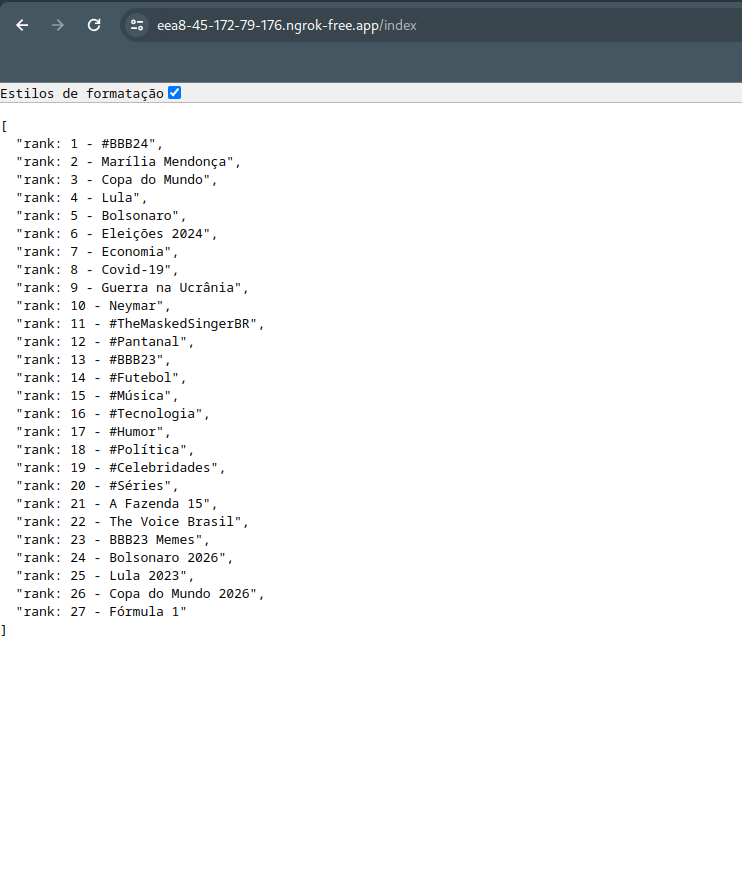 eea8-45-172-79-176.ngrok-free.app/index
Estilos de formatação
[
"rank: 1 - #BBB24",
"rank: 2 - Marília Mendonça",
"rank: 3 - Copa do Mundo",
"rank: 4 - Lula",
"rank: 5 - Bolsonaro",
"rank: 6 - Eleições 2024",
"rank: 7 - Economia",
"rank: 8 - Covid-19",
"rank: 9 - Guerra na Ucrânia",
"rank: 10 - Neymar",
"rank: 11 - #TheMaskedSingerBR",
"rank: 12 - #Pantanal",
"rank: 13 - #BBB23",
"rank: 14 - #Futebol",
"rank: 15 - #Música",
"rank: 16 - #Tecnologia",
"rank: 17 - #Humor",
"rank: 18 - #Política",
"rank: 19 - #Celebridades",
"rank: 20 - #Séries",
"rank: 21 - A Fazenda 15",
"rank: 22 - The Voice Brasil",
"rank: 23 - BBB23 Memes",
"rank: 24 - Bolsonaro 2026",
"rank: 25 - Lula 2023",
"rank: 26 - Copa do Mundo 2026",
"rank: 27 - Fórmula 1"
]